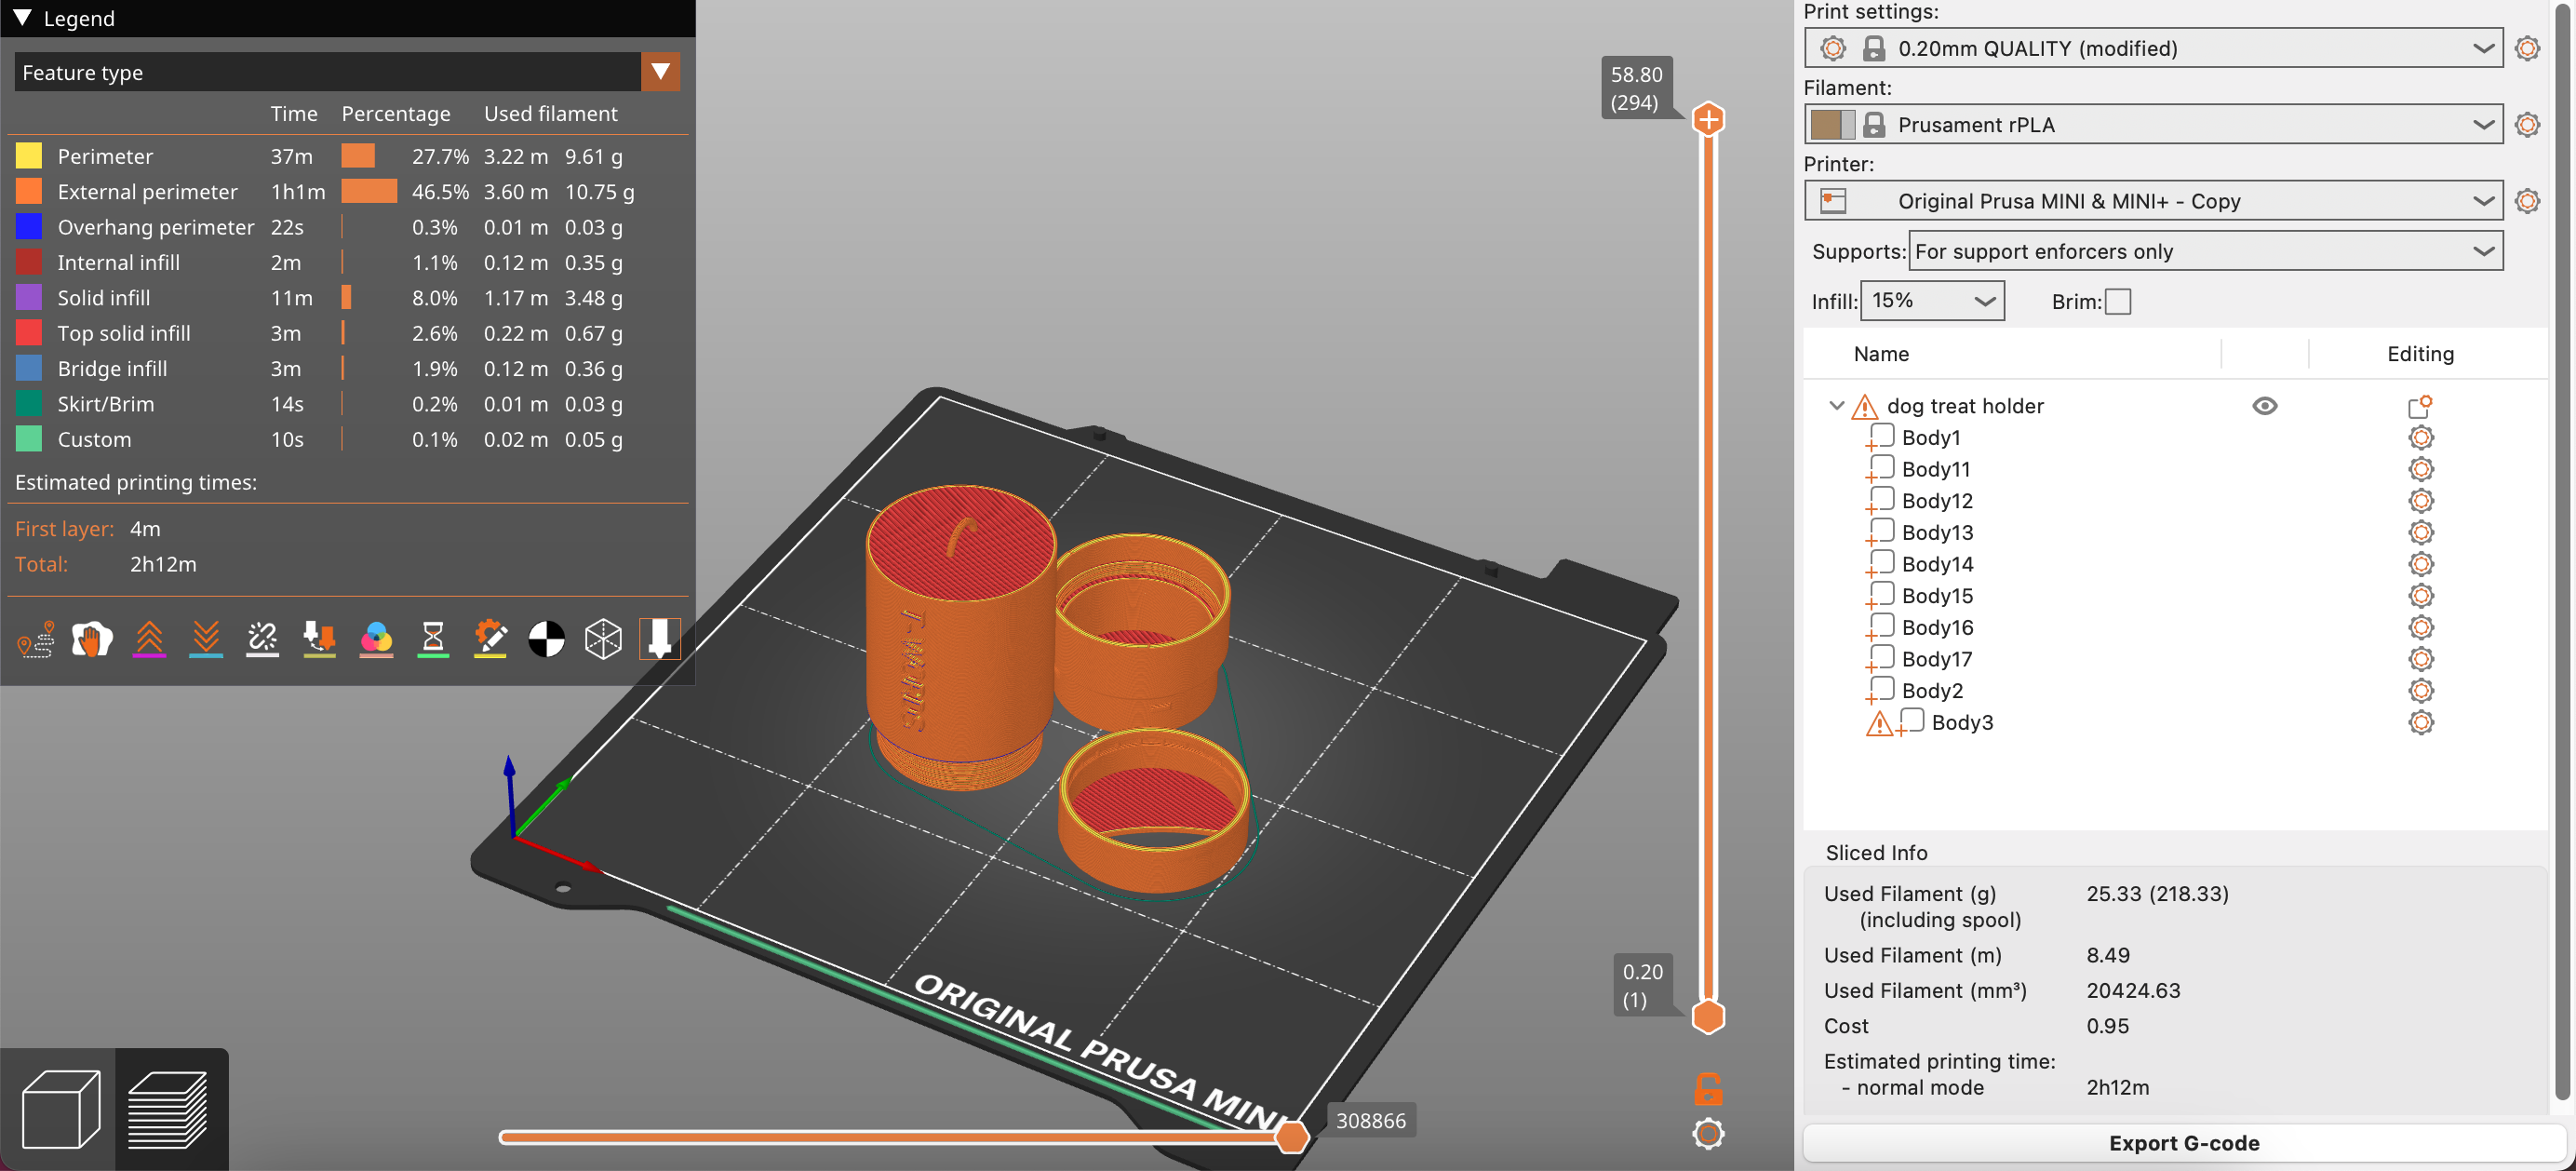 Legend
Feature type
Time Percentage Used filament
Perimeter 37m 27.7% 3.22 m 9.61 g
External perimeter 1h1m 46.5% 3.60 m 10.75 g
Overhang perimeter 22s 0.3% 0.01 m 0.03 g
Internal infill 2m 1.1% 0.12 m 0.35 g
Solid infill 11m 8.0% 1.17 m 3.48 g
Top solid infill 3m 2.6% 0.22 m 0.67 g
Bridge infill 3m 1.9% 0.12 m 0.36 g
Skirt/Brim 14s 0.2% 0.01 m 0.03 g
Custom 10s 0.1% 0.02 m 0.05 g
Estimated printing times:
First layer: 4m
Total: 2h12m
58.80
(294)
0.20
(1)
308866
ORIGINAL PRUSA MINI
Print settings:
0.20mm QUALITY (modified)
Filament:
Prusament rPLA
Printer:
Original Prusa MINI & MINI+ - Copy
Supports: For support enforcers only
Infill: 15% Brim:
Name Editing
dog treat holder
Body1
Body11
Body12
Body13
Body14
Body15
Body16
Body17
Body2
Body3
Sliced Info
Used Filament (g) 25.33 (218.33)
(including spool)
Used Filament (m) 8.49
Used Filament (mm³) 20424.63
Cost 0.95
Estimated printing time:
- normal mode 2h12m
Export G-code